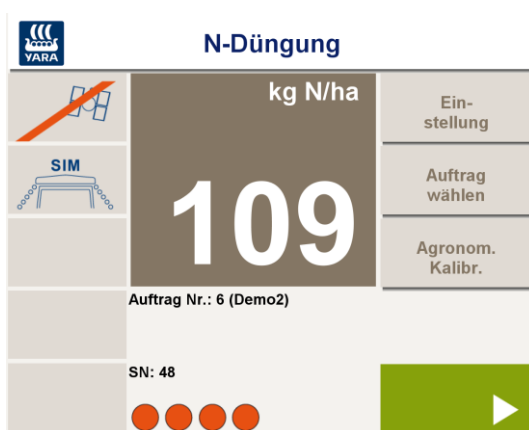 YARA
N-Düngung
kg N/ha
109
SIM
Ein-
stellung
Auftrag
wählen
Agronom.
Kalibr.
Auftrag Nr.: 6 (Demo2)
SN: 48